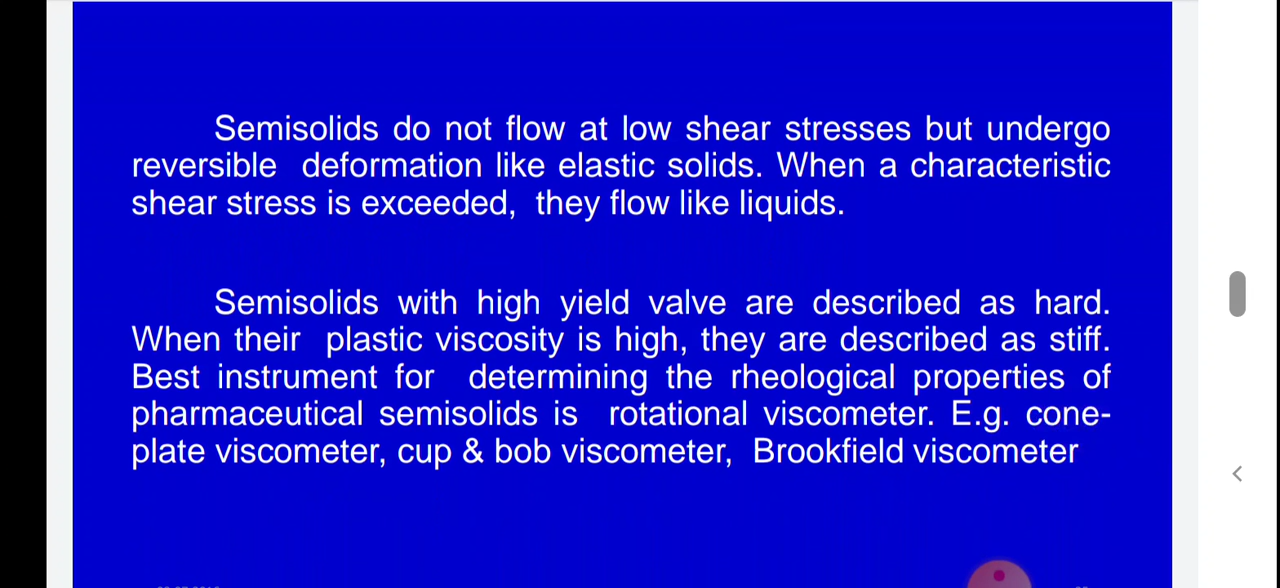 Semisolids do not flow at low shear stresses but undergo
reversible deformation like elastic solids. When a characteristic
shear stress is exceeded, they flow like liquids.
Semisolids with high yield valve are described as hard.
When their plastic viscosity is high, they are described as stiff.
Best instrument for determining the rheological properties of
pharmaceutical semisolids is rotational viscometer. E.g. cone-
plate viscometer, cup & bob viscometer, Brookfield viscometer